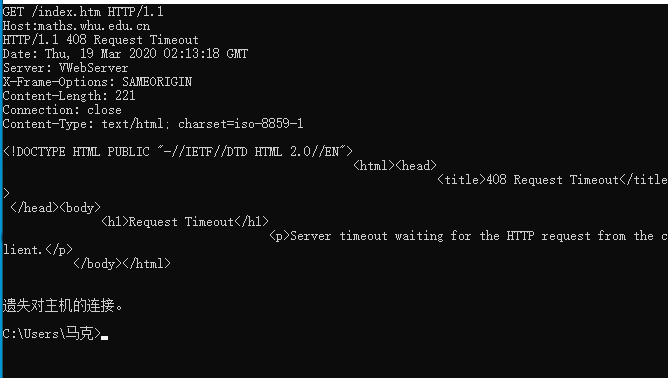 GET /index.htm HTTP/1.1
Host:maths.whu.edu.cn
HTTP/1.1 408 Request Timeout
Date: Thu, 19 Mar 2020 02:13:18 GMT
Server: VWebServer
X-Frame-Options: SAMEORIGIN
Content-Length: 221
Connection: close
Content-Type: text/html; charset=iso-8859-1
<!DOCTYPE HTML PUBLIC "-//IETF//DTD HTML 2.0//EN">
<html><head>
<title>408 Request Timeout</title
>
</head><body>
<h1>Request Timeout</h1>
<p>Server timeout waiting for the HTTP request from the c
lient.</p>
</body></html>
遗失对主机的连接。
C:\Users\马克>